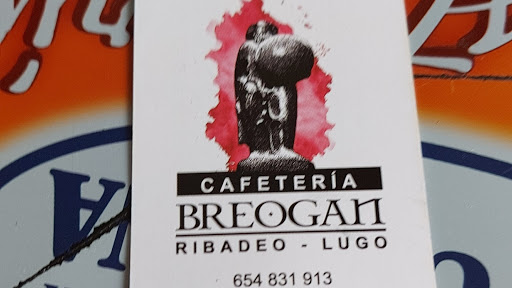 CAFETERÍA
BREOGAN
RIBADEO - LUGO
654 831 913